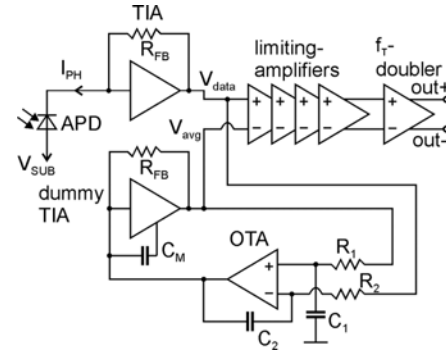 TIA
R_FB
I_PH
APD
V_SUB
V_data
V_avg
limiting-
amplifiers
f_T-
doubler
out+
out-
+ + + + +
− − − − −
R_FB
dummy
TIA
C_M
OTA
+
−
R_1
R_2
C_1
C_2